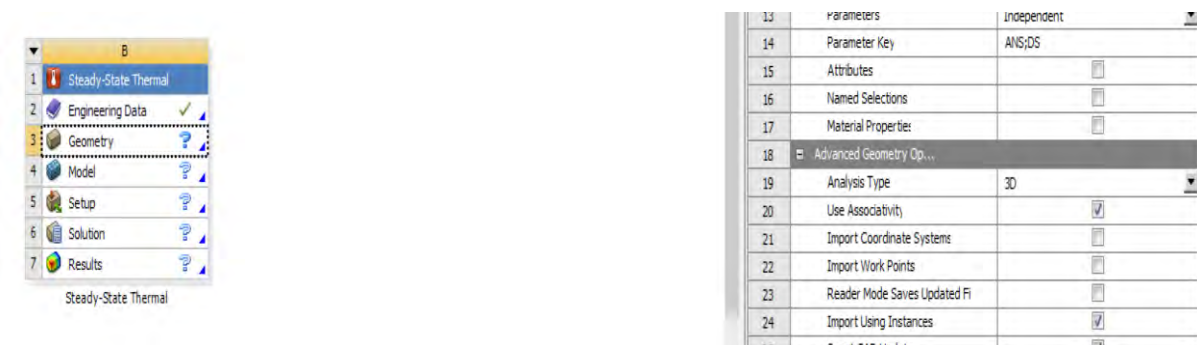 B
1 Steady-State Thermal
2 Engineering Data
3 Geometry
4 Model
5 Setup
6 Solution
7 Results
Steady-State Thermal
13 Parameters Independent
14 Parameter Key ANS;DS
15 Attributes
16 Named Selections
17 Material Properties
18 Advanced Geometry Op...
19 Analysis Type 3D
20 Use Associativity
21 Import Coordinate Systems
22 Import Work Points
23 Reader Mode Saves Updated Fi
24 Import Using Instances